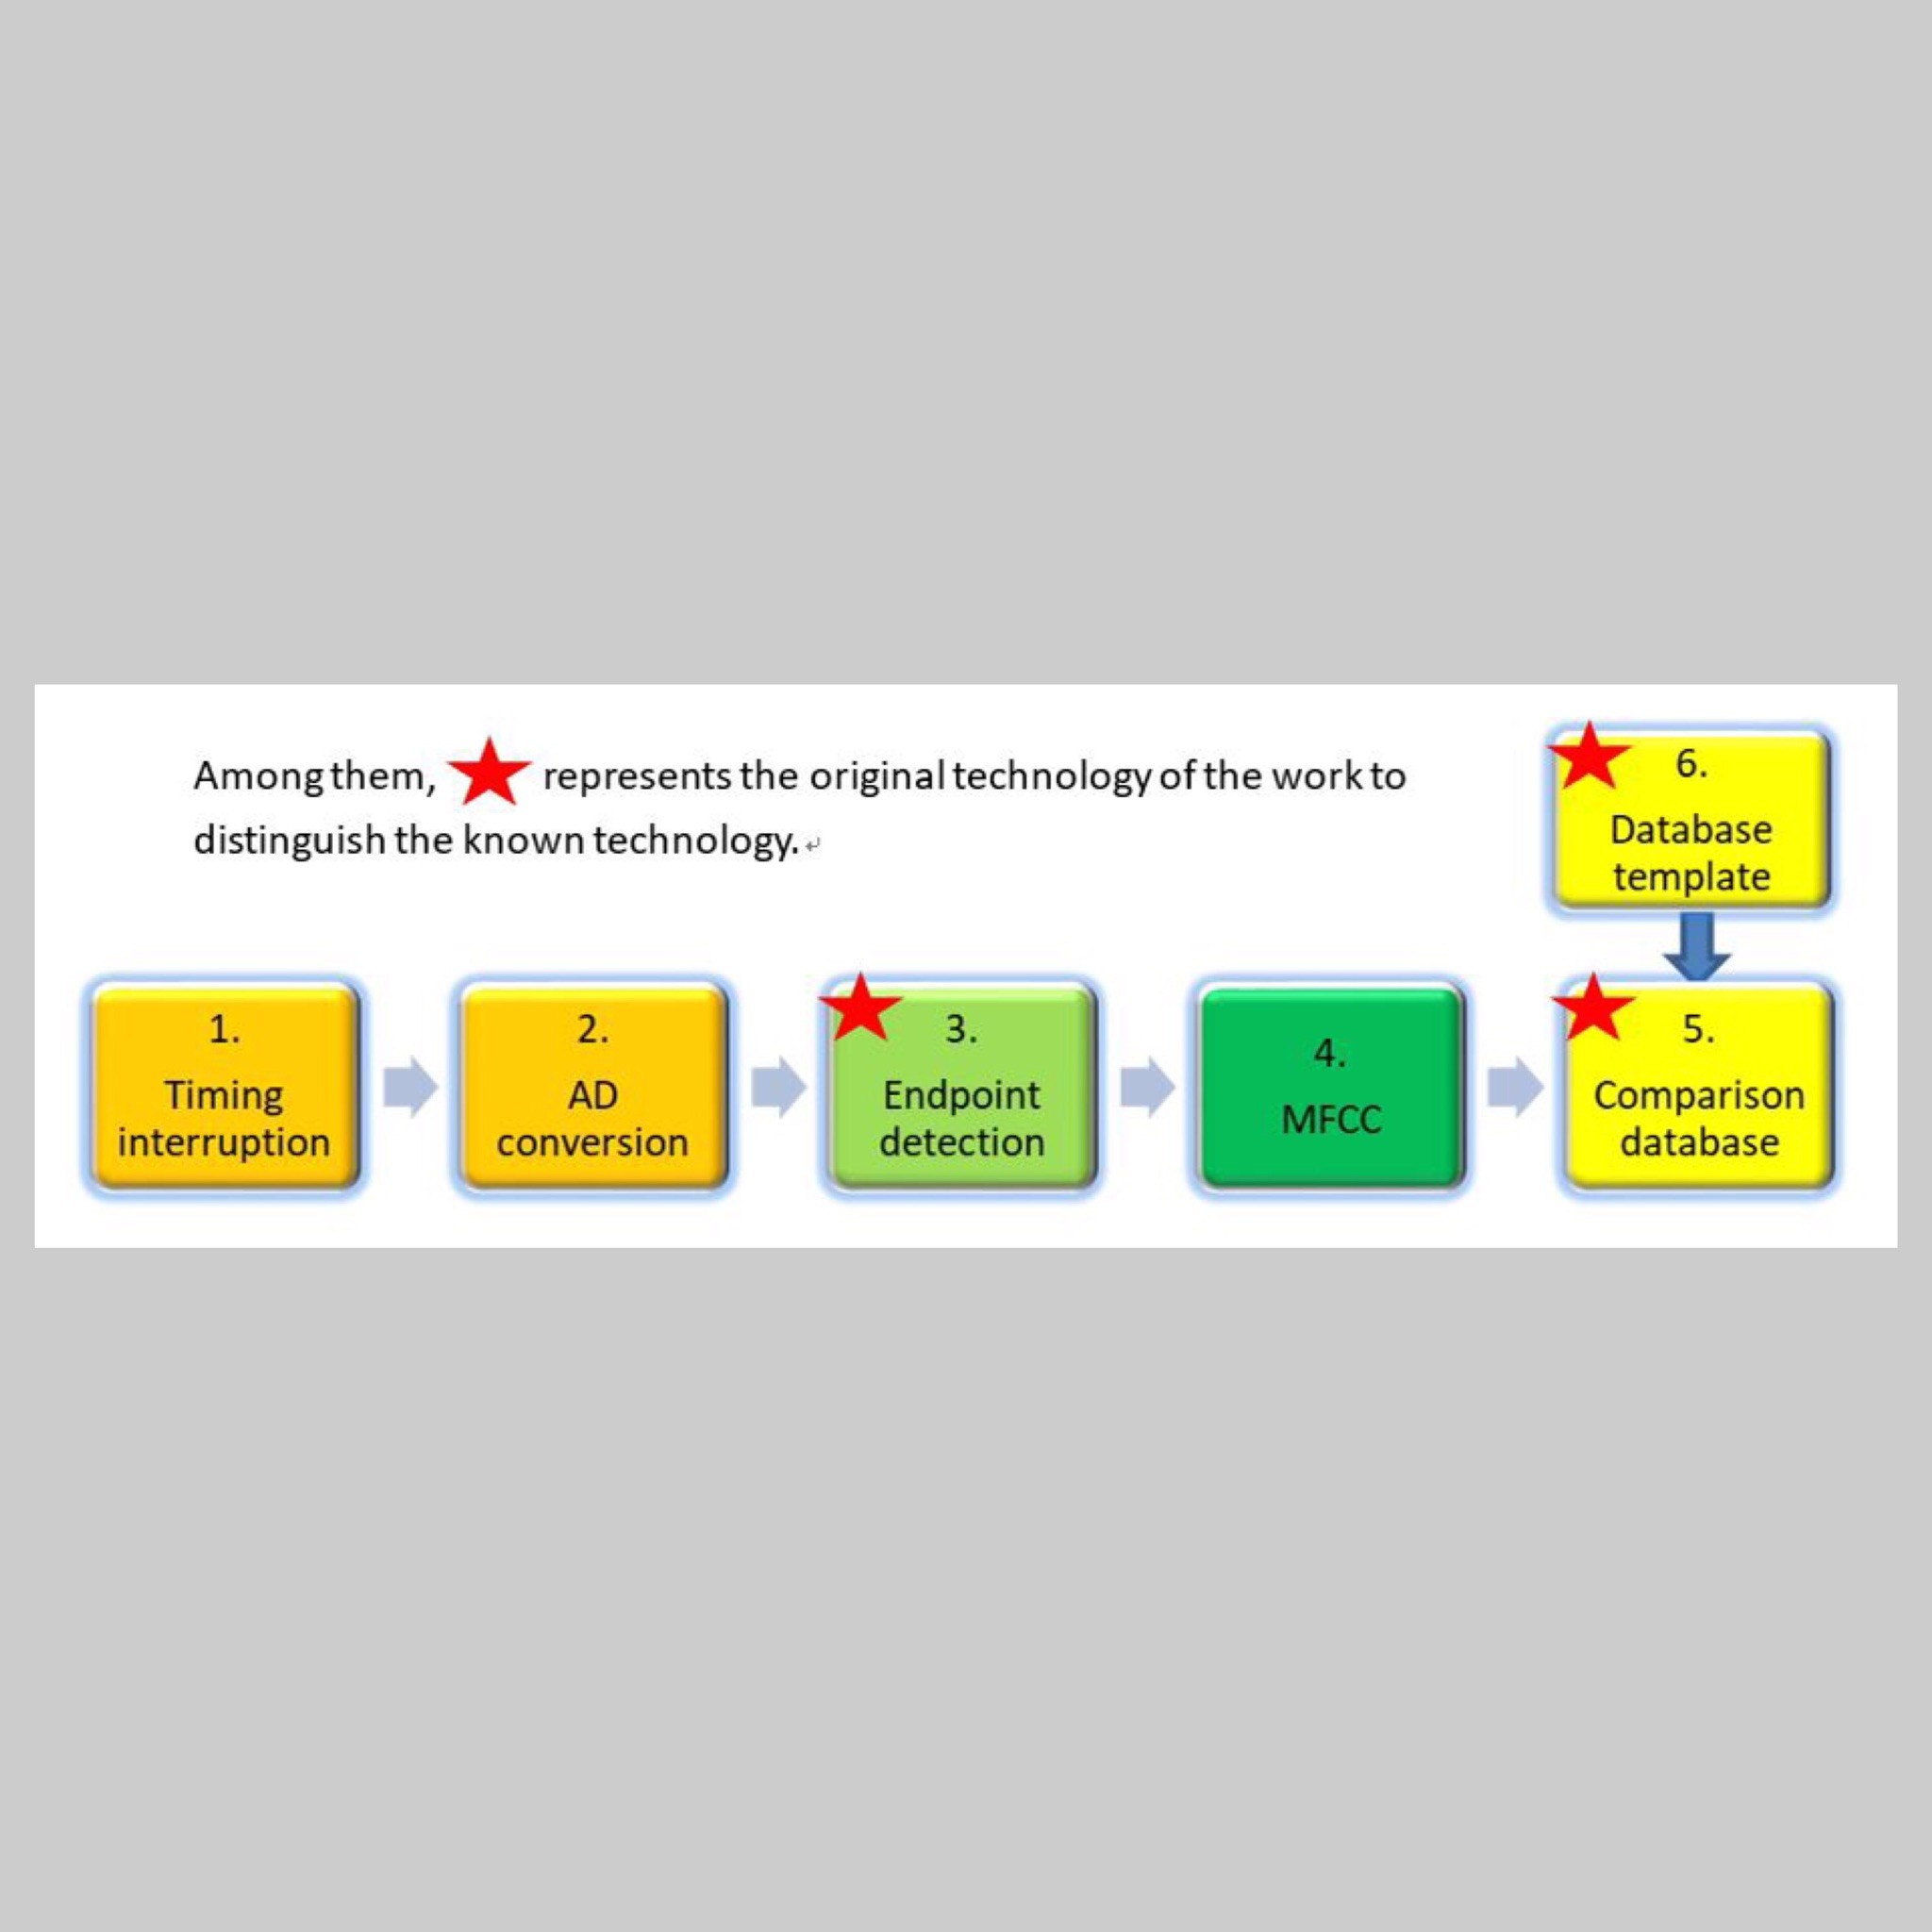 Among them, ★ represents the original technology of the work to
distinguish the known technology.↵
6.
Database
template
1.
Timing
interruption
2.
AD
conversion
3.
Endpoint
detection
4.
MFCC
5.
Comparison
database